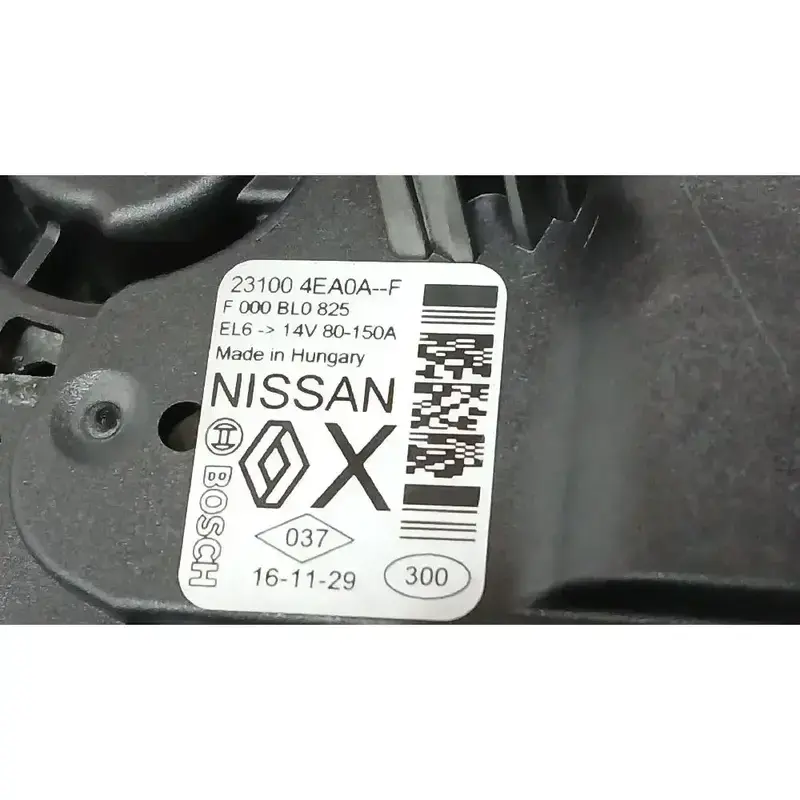 23100 4EA0A--F
F 000 BL0 825
EL6 -> 14V 80-150A
Made in Hungary
NISSAN
BOSCH
X
037
16-11-29
300